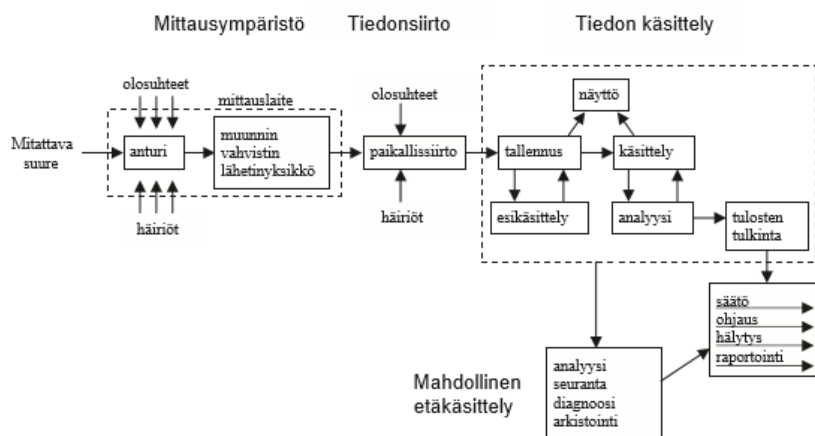 Mittausympäristö
Tiedonsiirto
Tiedon käsittely
olosuhteet
mittauslaite
Mitattava
suure
anturi
muunnin
vahvistin
lähetinyksikkö
häiriöt
olosuhteet
paikallissiirto
häiriöt
näyttö
tallennus
käsittely
esikäsittely
analyysi
tulosten
tulkinta
säätö
ohjaus
hälytys
raportointi
Mahdollinen
etäkäsittely
analyysi
seuranta
diagnoosi
arkistointi